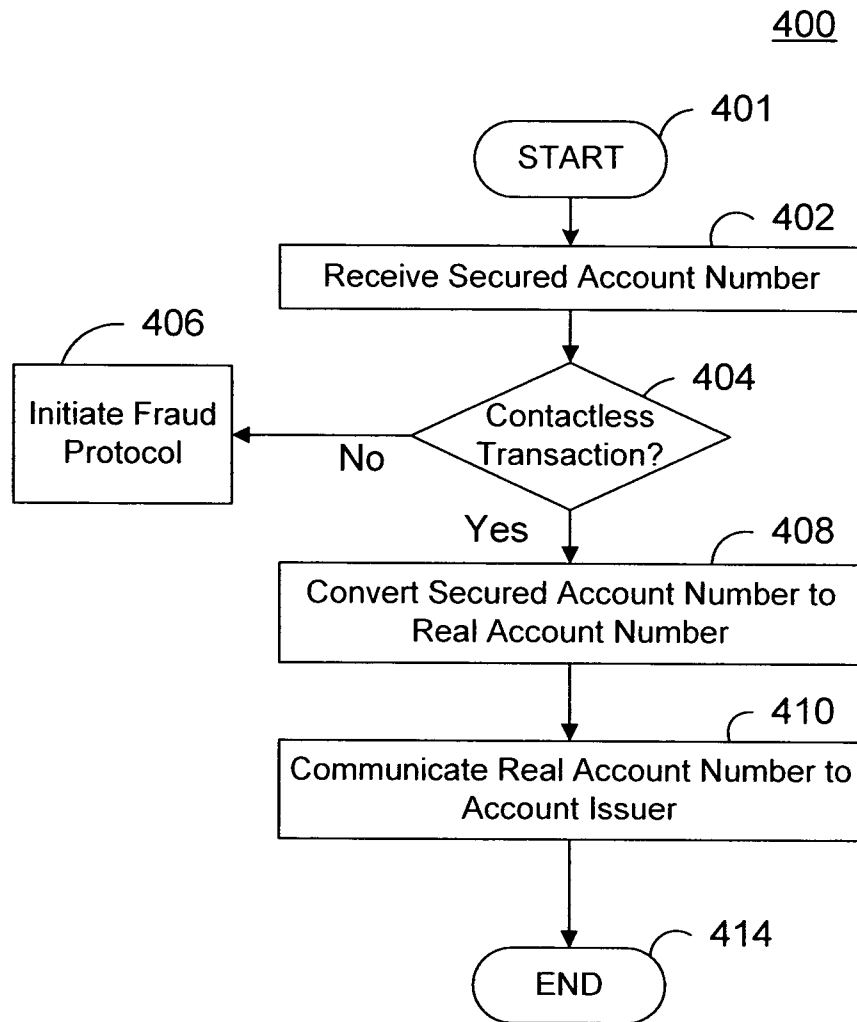 400
401
START
402
Receive Secured Account Number
406
404
Initiate Fraud
Protocol
Contactless
Transaction?
No
Yes
408
Convert Secured Account Number to
Real Account Number
410
Communicate Real Account Number to
Account Issuer
414
END